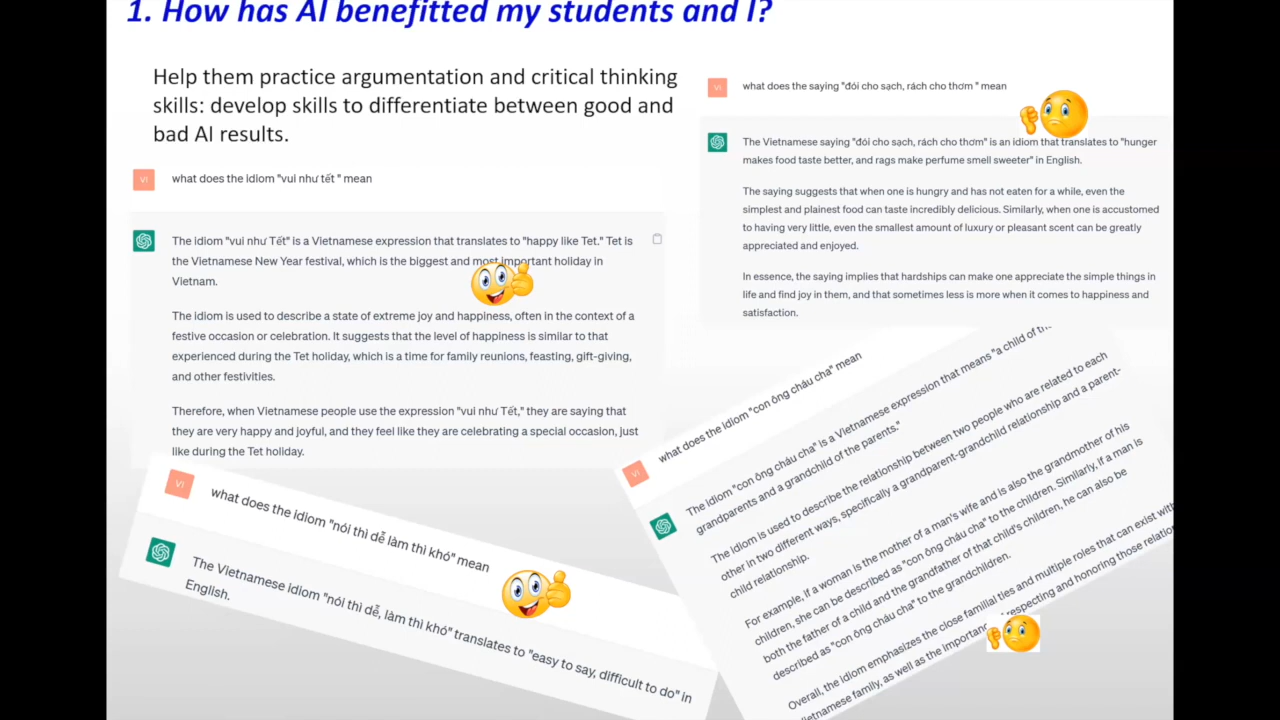 1. How has AI benefitted my students and I?
Help them practice argumentation and critical thinking
skills: develop skills to differentiate between good and
bad AI results.
VI
what does the idiom "vui như tết " mean
The idiom "vui như Tết" is a Vietnamese expression that translates to "happy like Tet." Tet is
the Vietnamese New Year festival, which is the biggest and most important holiday in
Vietnam.
The idiom is used to describe a state of extreme joy and happiness, often in the context of a
festive occasion or celebration. It suggests that the level of happiness is similar to that
experienced during the Tet holiday, which is a time for family reunions, feasting, gift-giving,
and other festivities.
Therefore, when Vietnamese people use the expression "vui như Tết," they are saying that
they are very happy and joyful, and they feel like they are celebrating a special occasion, just
like during the Tet holiday.
VI
what does the idiom "nói thì dễ làm thì khó" mean
The Vietnamese idiom "nói thì dễ, làm thì khó" translates to "easy to say, difficult to do" in
English.
VI
what does the saying "đói cho sạch, rách cho thơm " mean
The Vietnamese saying "đói cho sạch, rách cho thơm" is an idiom that translates to "hunger
makes food taste better, and rags make perfume smell sweeter" in English.
The saying suggests that when one is hungry and has not eaten for a while, even the
simplest and plainest food can taste incredibly delicious. Similarly, when one is accustomed
to having very little, even the smallest amount of luxury or pleasant scent can be greatly
appreciated and enjoyed.
In essence, the saying implies that hardships can make one appreciate the simple things in
life and find joy in them, and that sometimes less is more when it comes to happiness and
satisfaction.
VI
what does the idiom "con ông cháu cha" mean
The idiom "con ông cháu cha" is a Vietnamese expression that means "a child of
grandparents and a grandchild of the parents."
The idiom is used to describe the relationship between two people who are related to each
other in two different ways, specifically a grandparent-grandchild relationship and a parent-
child relationship.
For example, if a woman is the mother of a man's wife and is also the grandmother of his
children, she can be described as "con ông cháu cha" to the children. Similarly, if a man is
both the father of a child and the grandfather of that child's children, he can also be
described as "con ông cháu cha" to the grandchildren.
Overall, the idiom emphasizes the close familial ties and multiple roles that can exist
family, as well as the respecting and honoring those